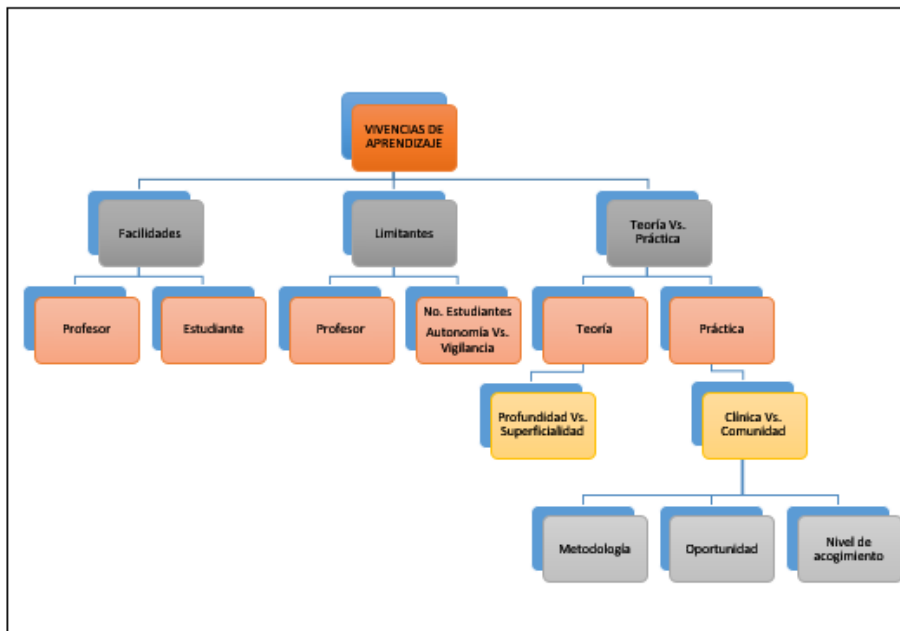 VIVENCIAS DE
APRENDIZAJE
Facilidades
Limitantes
Teoría Vs.
Práctica
Profesor
Estudiante
Profesor
No. Estudiantes
Autonomía Vs.
Vigilancia
Teoría
Práctica
Profundidad Vs.
Superficialidad
Clínica Vs.
Comunidad
Metodología
Oportunidad
Nivel de
acogimiento